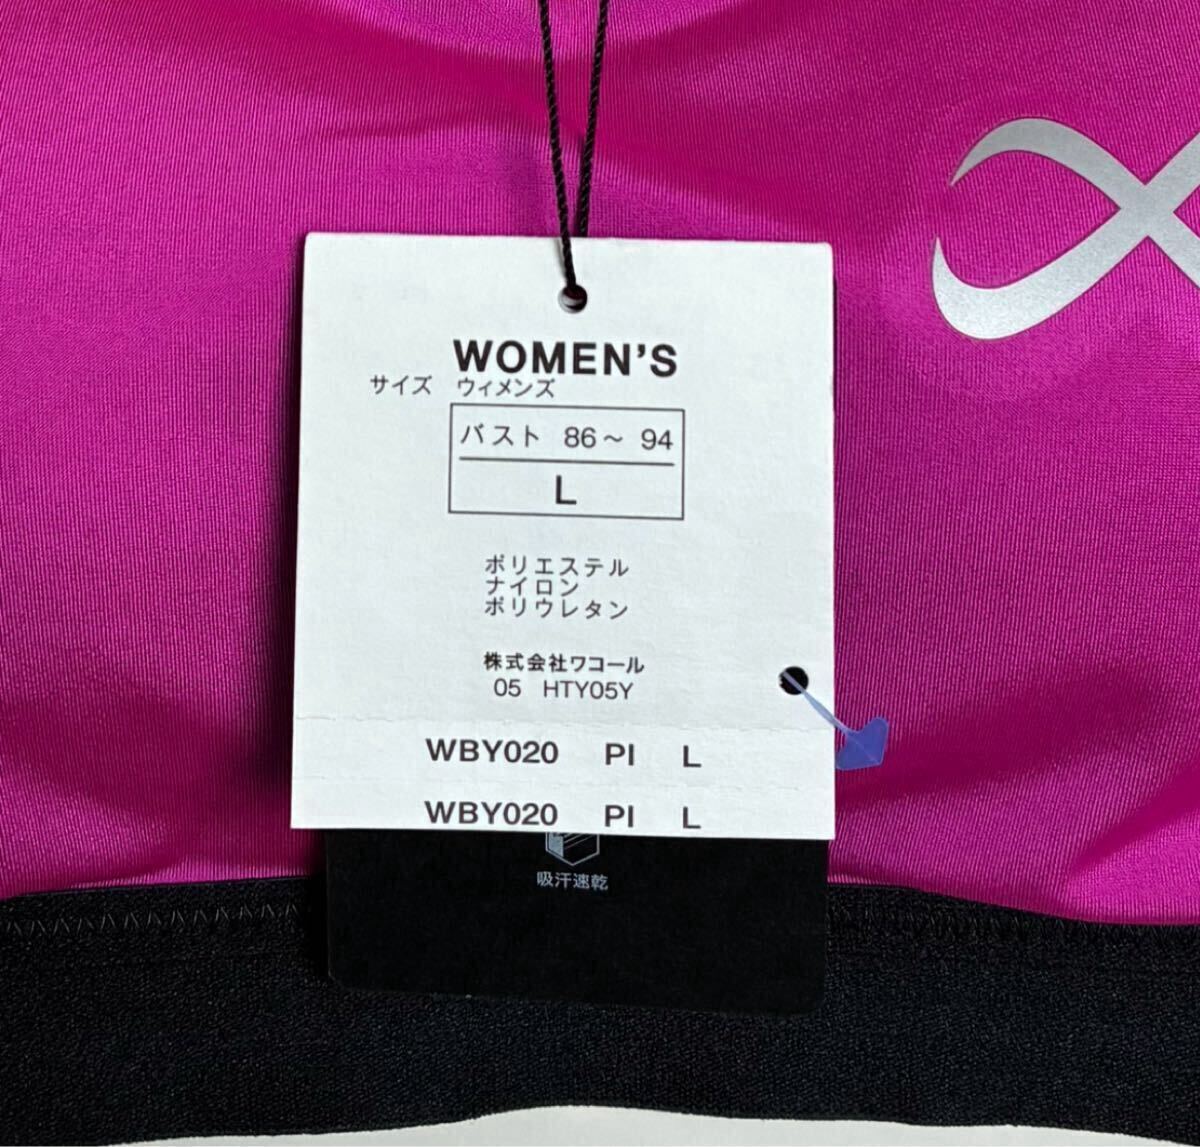 WOMEN'S
サイズ ウィメンズ
バスト 86～94
L
ポリエステル
ナイロン
ポリウレタン
株式会社ワコール
05 HTY05Y
WBY020 PI L
WBY020 PI L
吸汗速乾